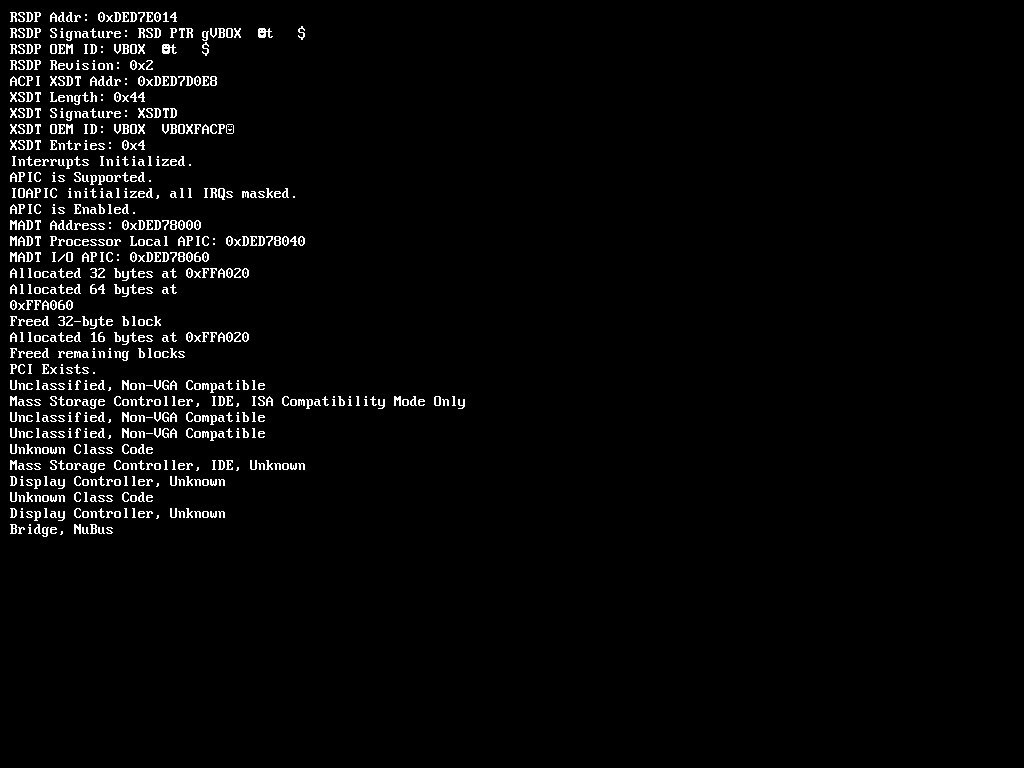 RSDP Addr: 0xDED7E014
RSDP Signature: RSD PTR gVBOX  ☻t   $
RSDP OEM ID: VBOX  ☻t   $
RSDP Revision: 0x2
ACPI XSDT Addr: 0xDED7D0E8
XSDT Length: 0x44
XSDT Signature: XSDTD
XSDT OEM ID: VBOX  VBOXFACP☺
XSDT Entries: 0x4
Interrupts Initialized.
APIC is Supported.
IOAPIC initialized, all IRQs masked.
APIC is Enabled.
MADT Address: 0xDED78000
MADT Processor Local APIC: 0xDED78040
MADT I/O APIC: 0xDED78060
Allocated 32 bytes at 0xFFA020
Allocated 64 bytes at
0xFFA060
Freed 32-byte block
Allocated 16 bytes at 0xFFA020
Freed remaining blocks
PCI Exists.
Unclassified, Non-VGA Compatible
Mass Storage Controller, IDE, ISA Compatibility Mode Only
Unclassified, Non-VGA Compatible
Unclassified, Non-VGA Compatible
Unknown Class Code
Mass Storage Controller, IDE, Unknown
Display Controller, Unknown
Unknown Class Code
Display Controller, Unknown
Bridge, NuBus